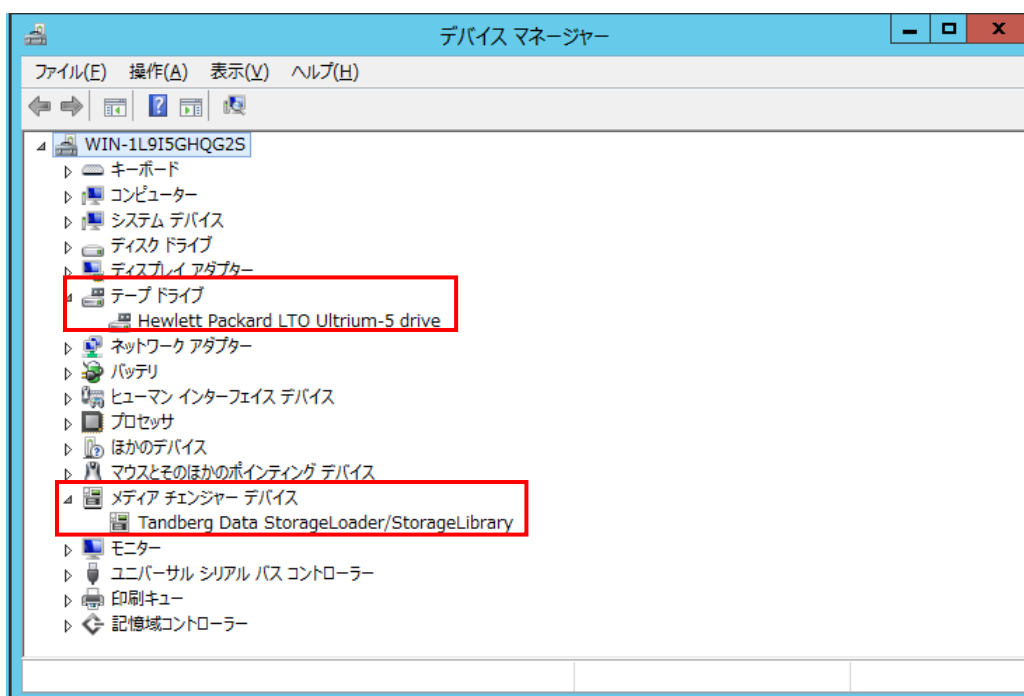 デバイス マネージャー
ファイル(F) 操作(A) 表示(V) ヘルプ(H)
WIN-1L9I5GHQG2S
キーボード
コンピューター
システム デバイス
ディスク ドライブ
ディスプレイ アダプター
テープ ドライブ
Hewlett Packard LTO Ultrium-5 drive
ネットワーク アダプター
バッテリ
ヒューマン インターフェイス デバイス
プロセッサ
ほかのデバイス
マウスとそのほかのポインティング デバイス
メディア チェンジャー デバイス
Tandberg Data StorageLoader/StorageLibrary
モニター
ユニバーサル シリアル バス コントローラー
印刷キュー
記憶域コントローラー